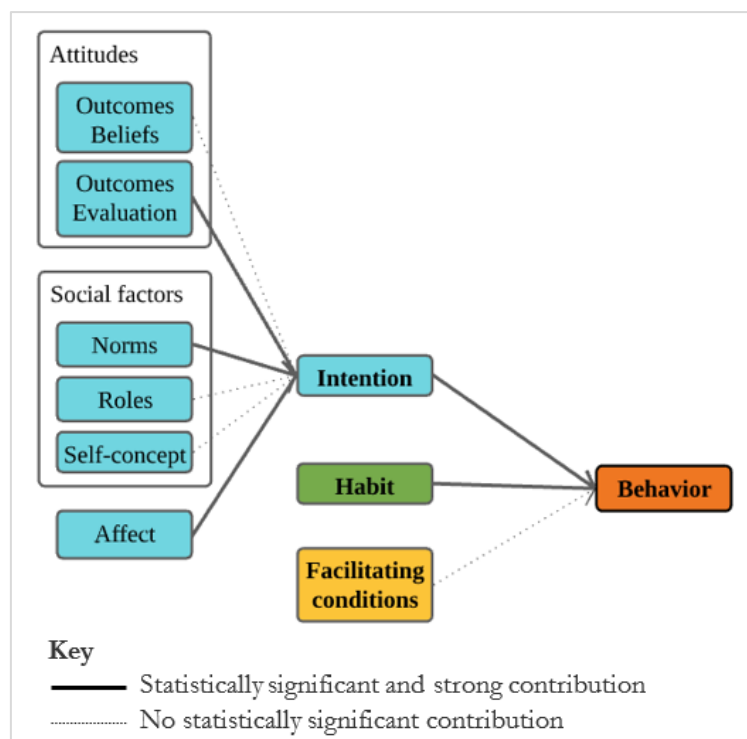 Attitudes
Outcomes
Beliefs
Outcomes
Evaluation
Social factors
Norms
Roles
Self-concept
Affect
Intention
Habit
Facilitating
conditions
Behavior
Key
Statistically significant and strong contribution
No statistically significant contribution